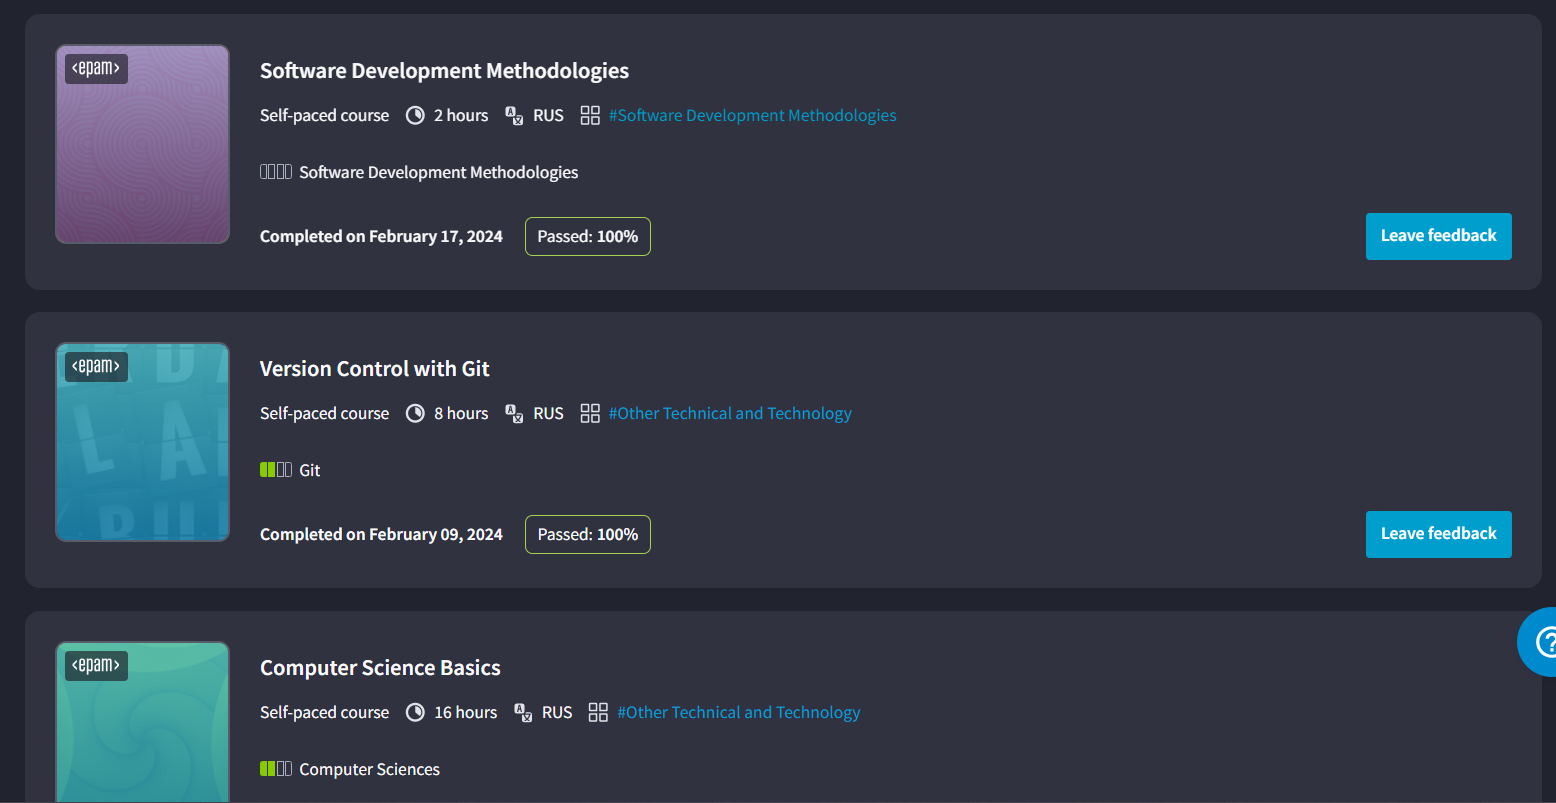 <epam>
Software Development Methodologies
Self-paced course 2 hours RUS #Software Development Methodologies
Software Development Methodologies
Completed on February 17, 2024 Passed: 100% Leave feedback
<epam>
Version Control with Git
Self-paced course 8 hours RUS #Other Technical and Technology
Git
Completed on February 09, 2024 Passed: 100% Leave feedback
<epam>
Computer Science Basics
Self-paced course 16 hours RUS #Other Technical and Technology
Computer Sciences